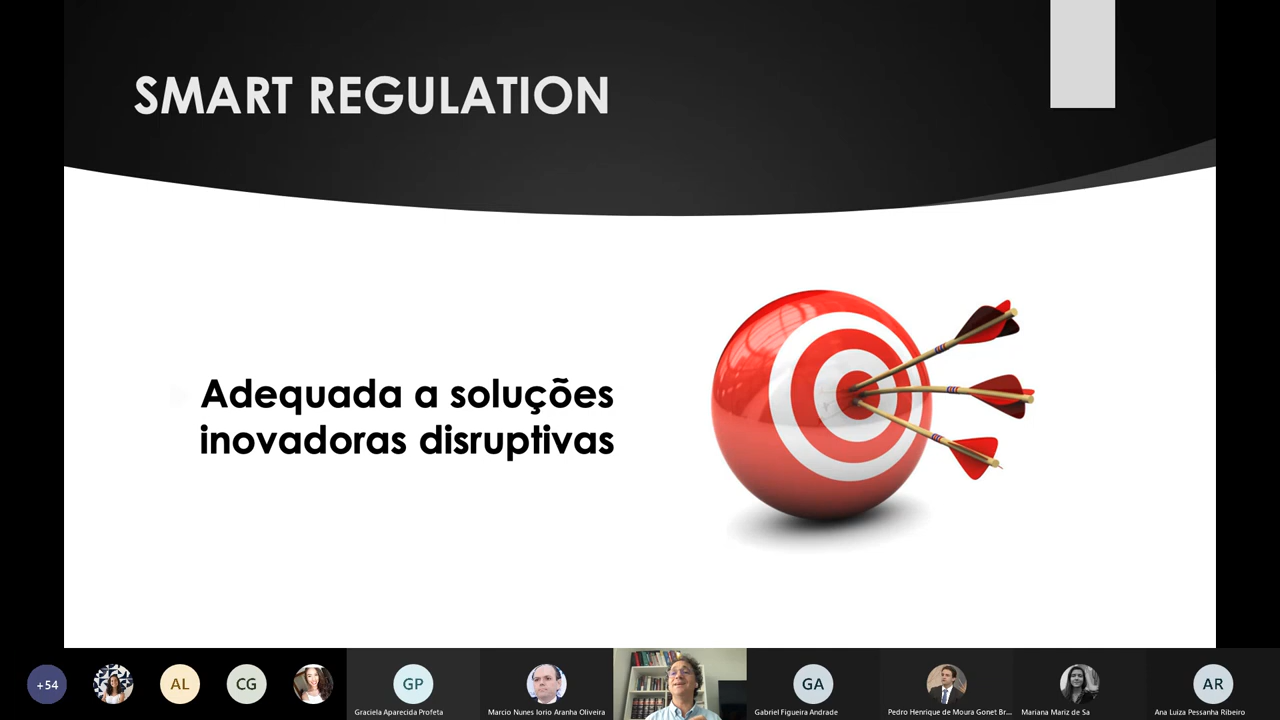 SMART REGULATION
Adequada a soluções
inovadoras disruptivas
+54
AL
CG
GP
Graciela Aparecida Profeta
Marcio Nunes Iorio Aranha Oliveira
GA
Gabriel Figueira Andrade
Pedro Henrique de Moura Gonet Br...
Mariana Mariz de Sa
AR
Ana Luiza Pessanha Ribeiro